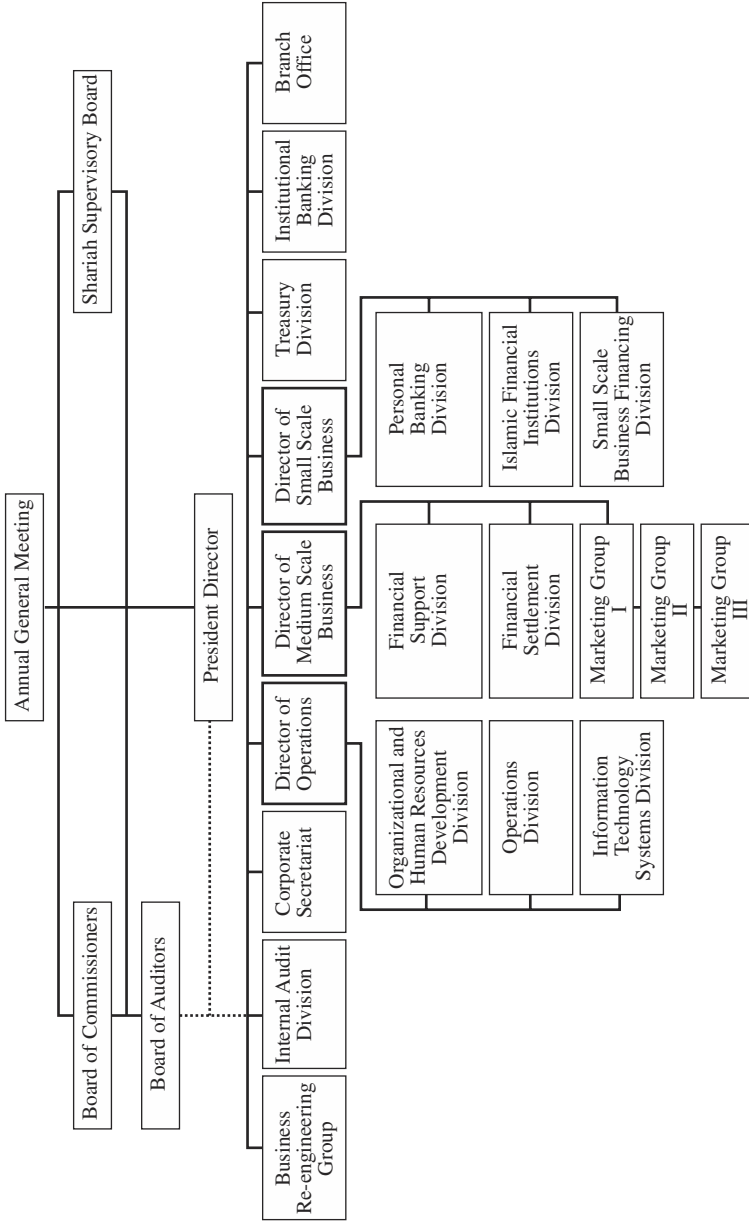 Annual General Meeting
Board of Commissioners
Shariah Supervisory Board
Board of Auditors
President Director
Business
Re-engineering
Group
Internal Audit
Division
Corporate
Secretariat
Director of
Operations
Director of
Medium Scale
Business
Director of
Small Scale
Business
Treasury
Division
Institutional
Banking
Division
Branch
Office
Organizational and
Human Resources
Development
Division
Operations
Division
Information
Technology
Systems Division
Financial
Support
Division
Financial
Settlement
Division
Marketing Group
I
Marketing Group
II
Marketing Group
III
Personal
Banking
Division
Islamic Financial
Institutions
Division
Small Scale
Business Financing
Division